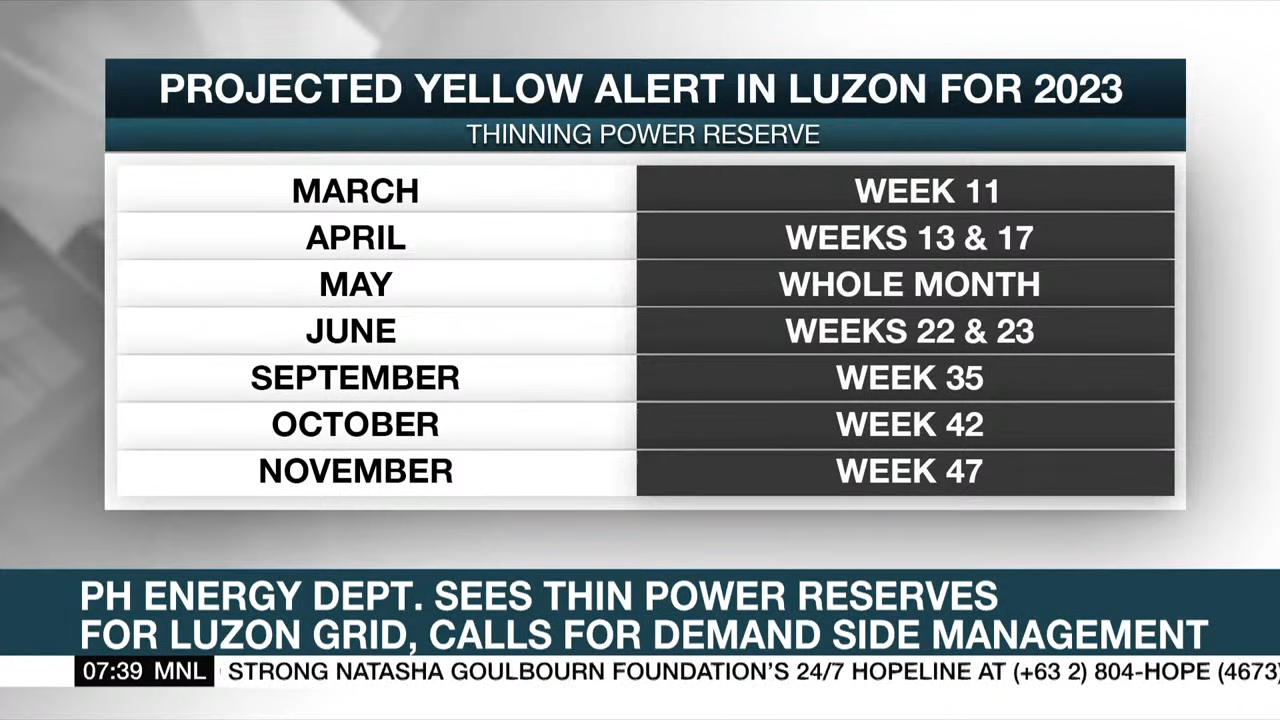 PROJECTED YELLOW ALERT IN LUZON FOR 2023
THINNING POWER RESERVE
MARCH WEEK 11
APRIL WEEKS 13 & 17
MAY WHOLE MONTH
JUNE WEEKS 22 & 23
SEPTEMBER WEEK 35
OCTOBER WEEK 42
NOVEMBER WEEK 47
PH ENERGY DEPT. SEES THIN POWER RESERVES
FOR LUZON GRID, CALLS FOR DEMAND SIDE MANAGEMENT
07:39 MNL STRONG NATASHA GOULBOURN FOUNDATION'S 24/7 HOPELINE AT (+63 2) 804-HOPE (4673)